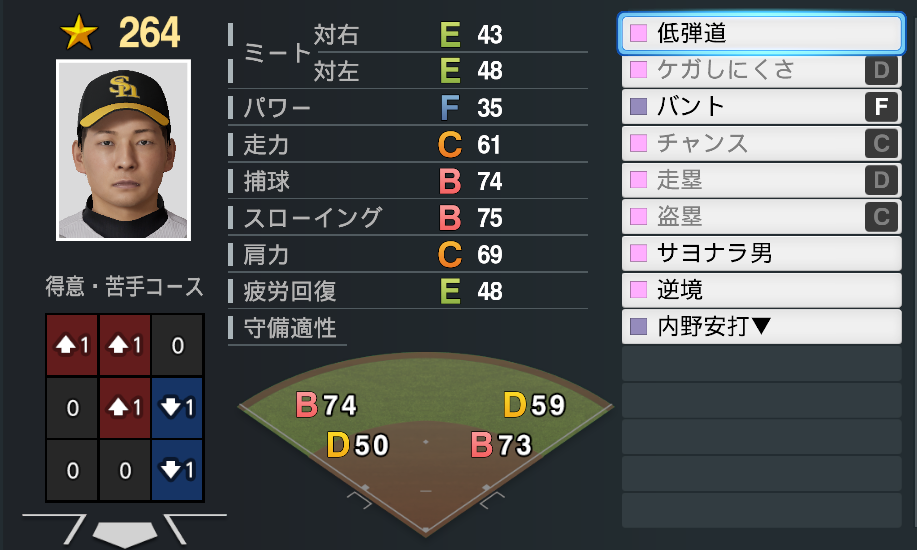 264
SH
ミート 対右 E 43
対左 E 48
パワー F 35
走力 C 61
捕球 B 74
スローイング B 75
肩力 C 69
疲労回復 E 48
守備適性
得意・苦手コース
1 1 0
0 1 1
0 0 1
B74 D59
D50 B73
低弾道
ケガしにくさ D
バント F
チャンス C
走塁 D
盗塁 C
サヨナラ男
逆境
内野安打▼